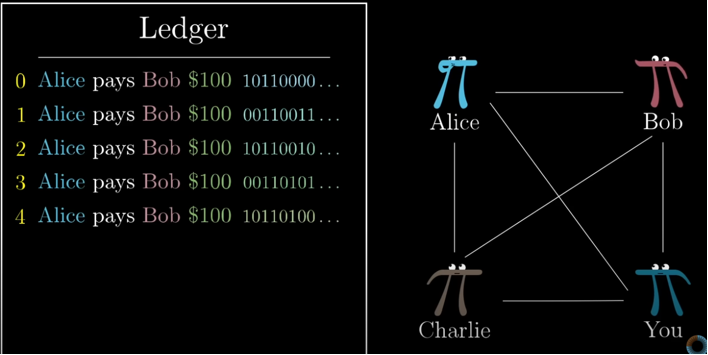 Ledger
0 Alice pays Bob $100 10110000...
1 Alice pays Bob $100 00110011...
2 Alice pays Bob $100 10110010...
3 Alice pays Bob $100 00110101...
4 Alice pays Bob $100 10110100...
Alice
Bob
Charlie
You